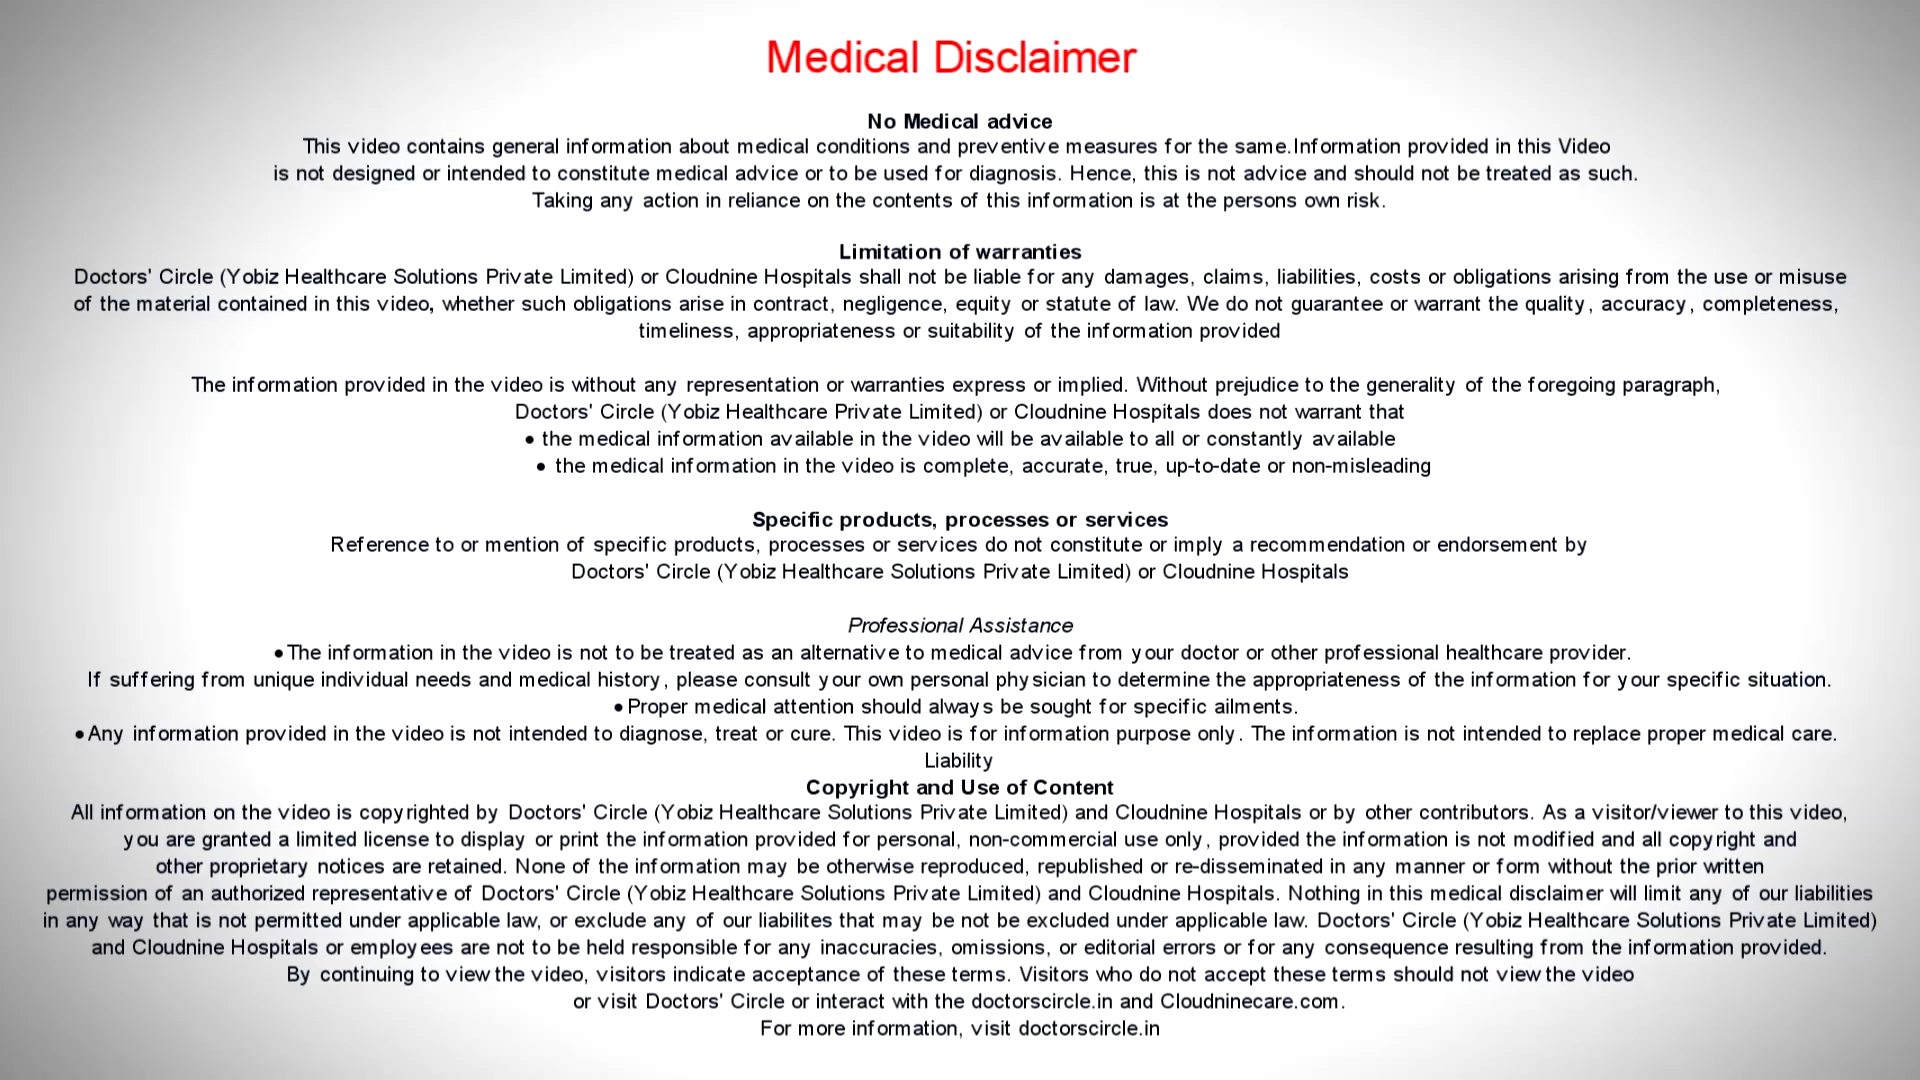 Medical Disclaimer
No Medical advice
This video contains general information about medical conditions and preventive measures for the same.Information provided in this Video
is not designed or intended to constitute medical advice or to be used for diagnosis. Hence, this is not advice and should not be treated as such.
Taking any action in reliance on the contents of this information is at the persons own risk.
Limitation of warranties
Doctors' Circle (Yobiz Healthcare Solutions Private Limited) or Cloudnine Hospitals shall not be liable for any damages, claims, liabilities, costs or obligations arising from the use or misuse
of the material contained in this video, whether such obligations arise in contract, negligence, equity or statute of law. We do not guarantee or warrant the quality, accuracy, completeness,
timeliness, appropriateness or suitability of the information provided
The information provided in the video is without any representation or warranties express or implied. Without prejudice to the generality of the foregoing paragraph,
Doctors' Circle (Yobiz Healthcare Private Limited) or Cloudnine Hospitals does not warrant that
• the medical information available in the video will be available to all or constantly available
• the medical information in the video is complete, accurate, true, up-to-date or non-misleading
Specific products, processes or services
Reference to or mention of specific products, processes or services do not constitute or imply a recommendation or endorsement by
Doctors' Circle (Yobiz Healthcare Solutions Private Limited) or Cloudnine Hospitals
Professional Assistance
•The information in the video is not to be treated as an alternative to medical advice from your doctor or other professional healthcare provider.
If suffering from unique individual needs and medical history, please consult your own personal physician to determine the appropriateness of the information for your specific situation.
•Proper medical attention should always be sought for specific ailments.
•Any information provided in the video is not intended to diagnose, treat or cure. This video is for information purpose only. The information is not intended to replace proper medical care.
Liability
Copyright and Use of Content
All information on the video is copyrighted by Doctors' Circle (Yobiz Healthcare Solutions Private Limited) and Cloudnine Hospitals or by other contributors. As a visitor/viewer to this video,
you are granted a limited license to display or print the information provided for personal, non-commercial use only, provided the information is not modified and all copyright and
other proprietary notices are retained. None of the information may be otherwise reproduced, republished or re-disseminated in any manner or form without the prior written
permission of an authorized representative of Doctors' Circle (Yobiz Healthcare Solutions Private Limited) and Cloudnine Hospitals. Nothing in this medical disclaimer will limit any of our liabilities
in any way that is not permitted under applicable law, or exclude any of our liabilites that may be not be excluded under applicable law. Doctors' Circle (Yobiz Healthcare Solutions Private Limited)
and Cloudnine Hospitals or employees are not to be held responsible for any inaccuracies, omissions, or editorial errors or for any consequence resulting from the information provided.
By continuing to view the video, visitors indicate acceptance of these terms. Visitors who do not accept these terms should not view the video
or visit Doctors' Circle or interact with the doctorscircle.in and Cloudninecare.com.
For more information, visit doctorscircle.in